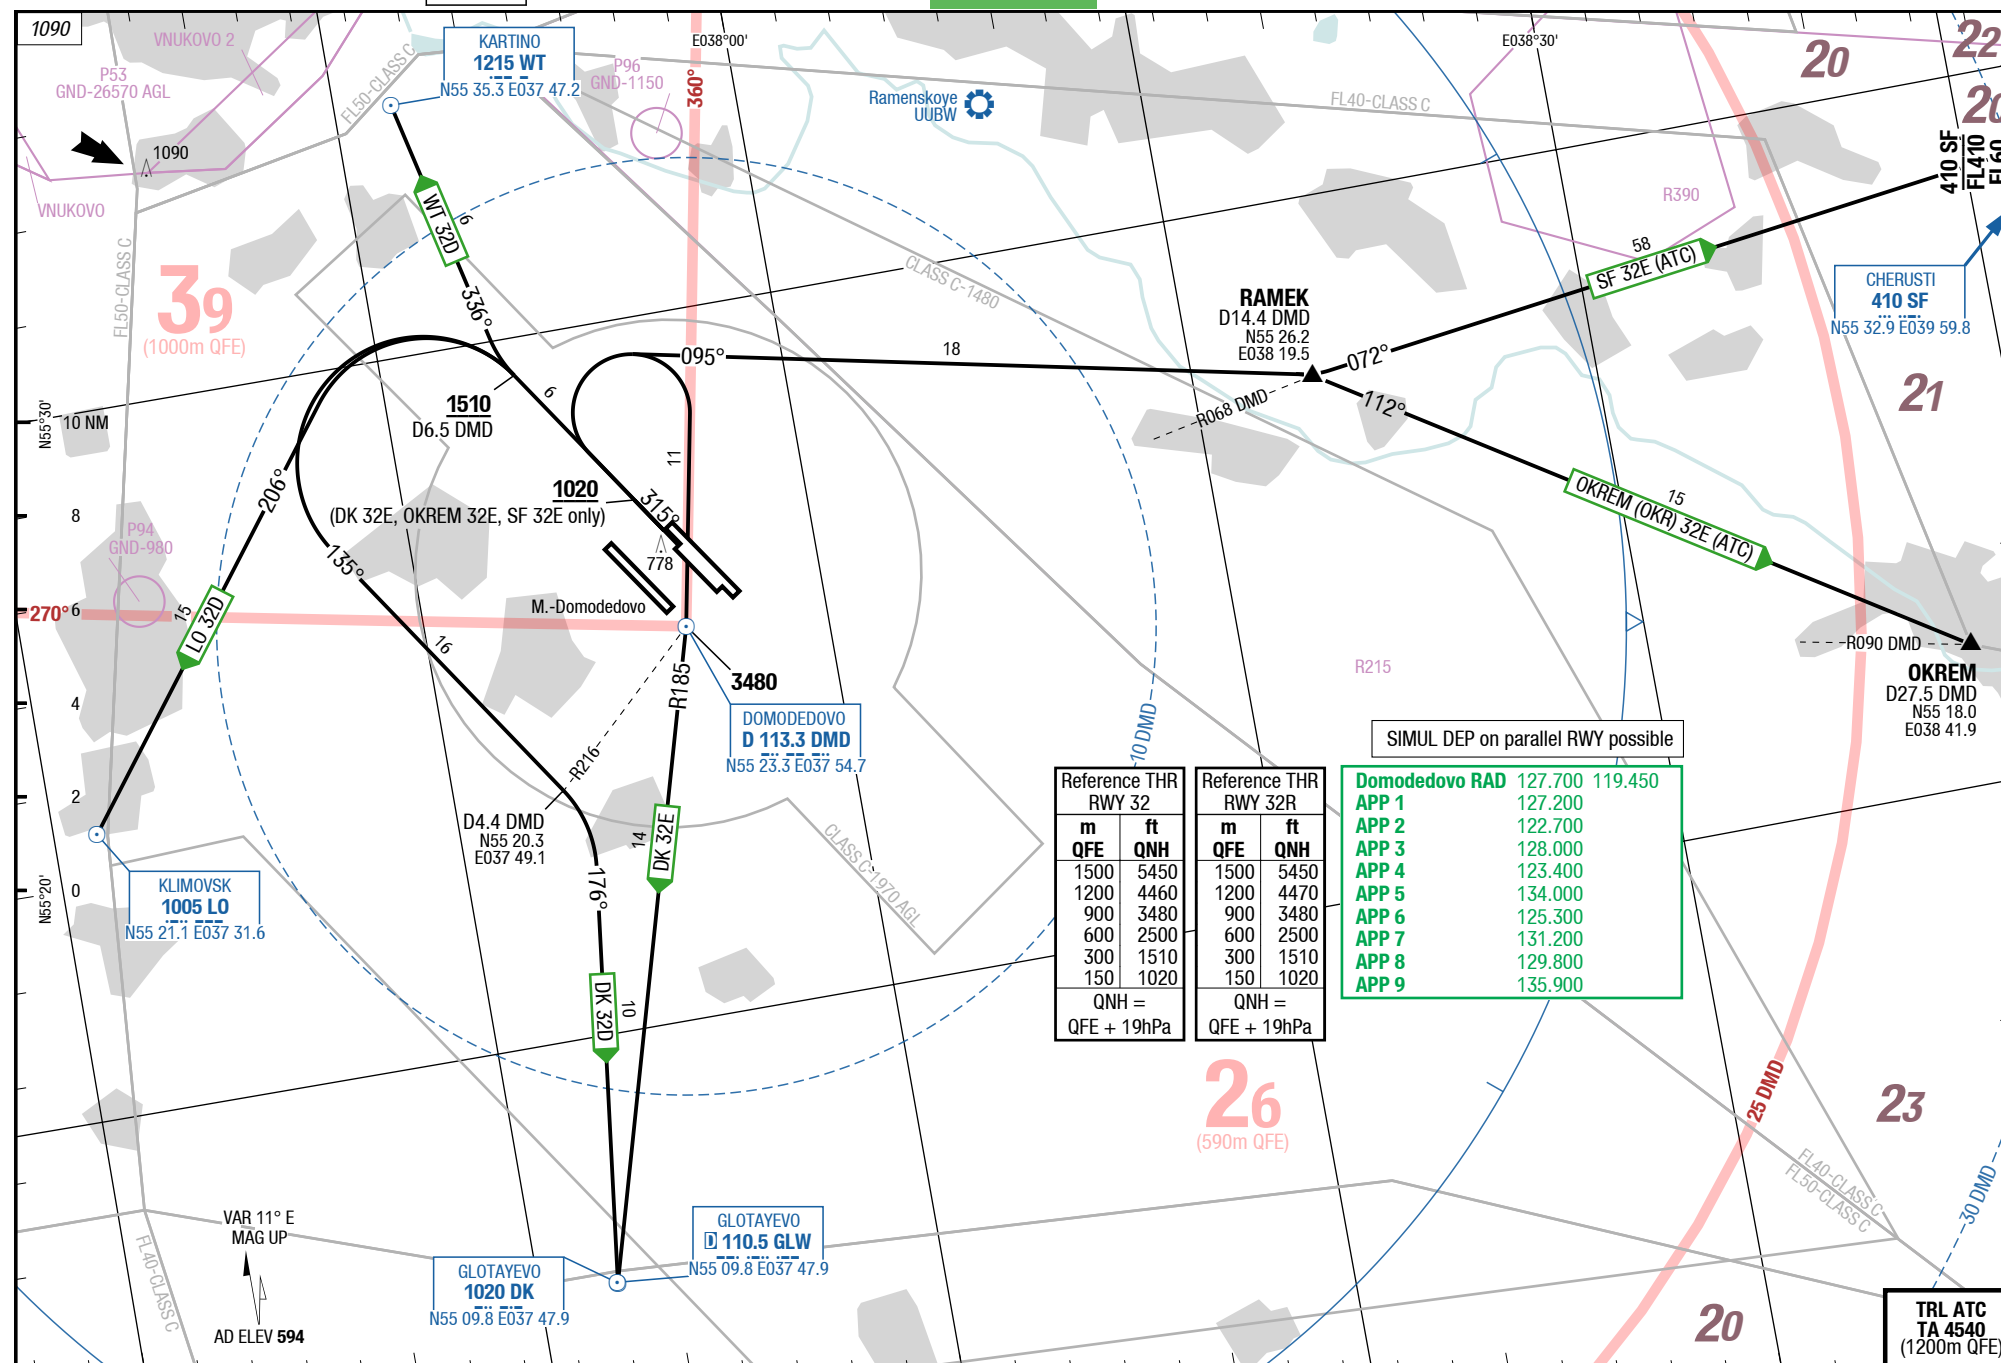 1090
VNUKOVO 2
P53
GND-26570 AGL
1090
VNUKOVO
FL50-CLASS C
FL50-CLASS C
KARTINO
1215 WT
N55 35.3 E037 47.2
P96
GND-1150
360°
E038°00'
Ramenskoye
UUBW
FL40-CLASS C
E038°30'
20
22
R390
410 SF
FL410
FL60
CHERUSTI
410 SF
N55 32.9 E039 59.8
39
(1000m QFE)
WT 32D
6
336°
CLASS C-1480
RAMEK
D14.4 DMD
N55 26.2
E038 19.5
58
SF 32E (ATC)
072°
112°
R068 DMD
095°
18
21
N55°30'
10 NM
8
6
4
2
0
N55°20'
1510
D6.5 DMD
6
11
1020
(DK 32E, OKREM 32E, SF 32E only)
315°
778
M.-Domodedovo
206°
135°
P94
GND-980
270°
15
LO 32D
16
R216
R185
3480
DOMODEDOVO
D 113.3 DMD
N55 23.3 E037 54.7
10 DMD
15
OKREM (OKR) 32E (ATC)
R090 DMD
OKREM
D27.5 DMD
N55 18.0
E038 41.9
R215
SIMUL DEP on parallel RWY possible
D4.4 DMD
N55 20.3
E037 49.1
14
DK 32E
176°
DK 32D
10
CLASS C-1970 AGL
KLIMOVSK
1005 LO
N55 21.1 E037 31.6
Reference THR
RWY 32
m ft
QFE QNH
1500 5450
1200 4460
900 3480
600 2500
300 1510
150 1020
QNH =
QFE + 19hPa
Reference THR
RWY 32R
m ft
QFE QNH
1500 5450
1200 4470
900 3480
600 2500
300 1510
150 1020
QNH =
QFE + 19hPa
Domodedovo RAD 127.700 119.450
APP 1 127.200
APP 2 122.700
APP 3 128.000
APP 4 123.400
APP 5 134.000
APP 6 125.300
APP 7 131.200
APP 8 129.800
APP 9 135.900
26
(590m QFE)
25 DMD
23
FL40-CLASS C
FL50-CLASS C
30 DMD
VAR 11° E
MAG UP
AD ELEV 594
FL40-CLASS C
GLOTAYEVO
1020 DK
N55 09.8 E037 47.9
GLOTAYEVO
D 110.5 GLW
N55 09.8 E037 47.9
20
TRL ATC
TA 4540
(1200m QFE)